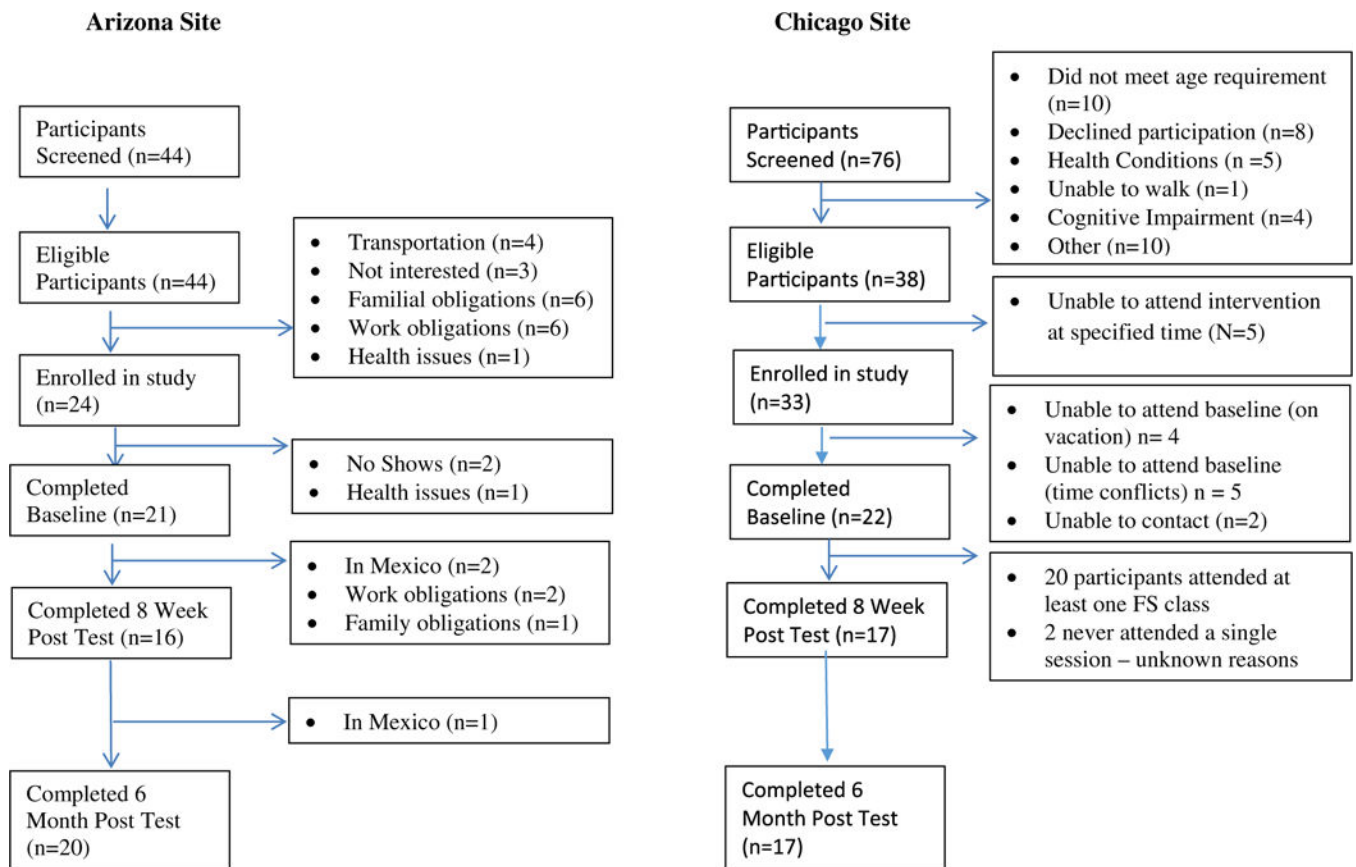 Arizona Site
Participants
Screened (n=44)
Eligible
Participants (n=44)
• Transportation (n=4)
• Not interested (n=3)
• Familial obligations (n=6)
• Work obligations (n=6)
• Health issues (n=1)
Enrolled in study
(n=24)
• No Shows (n=2)
• Health issues (n=1)
Completed
Baseline (n=21)
• In Mexico (n=2)
• Work obligations (n=2)
• Family obligations (n=1)
Completed 8 Week
Post Test (n=16)
• In Mexico (n=1)
Completed 6
Month Post Test
(n=20)
Chicago Site
Participants
Screened (n=76)
• Did not meet age requirement
(n=10)
• Declined participation (n=8)
• Health Conditions (n =5)
• Unable to walk (n=1)
• Cognitive Impairment (n=4)
• Other (n=10)
Eligible
Participants (n=38)
• Unable to attend intervention
at specified time (N=5)
Enrolled in study
(n=33)
• Unable to attend baseline (on
vacation) n= 4
• Unable to attend baseline
(time conflicts) n = 5
• Unable to contact (n=2)
Completed
Baseline (n=22)
• 20 participants attended at
least one FS class
• 2 never attended a single
session – unknown reasons
Completed 8 Week
Post Test (n=17)
Completed 6
Month Post Test
(n=17)